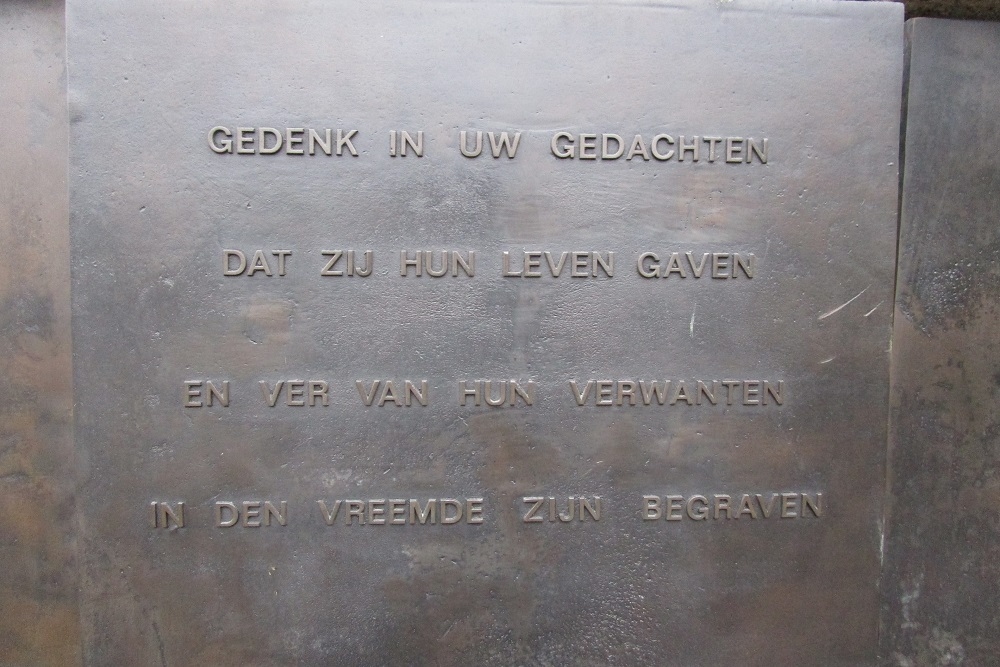 GEDENK IN UW GEDACHTEN
DAT ZIJ HUN LEVEN GAVEN
EN VER VAN HUN VERWANTEN
IN DEN VREEMDE ZIJN BEGRAVEN